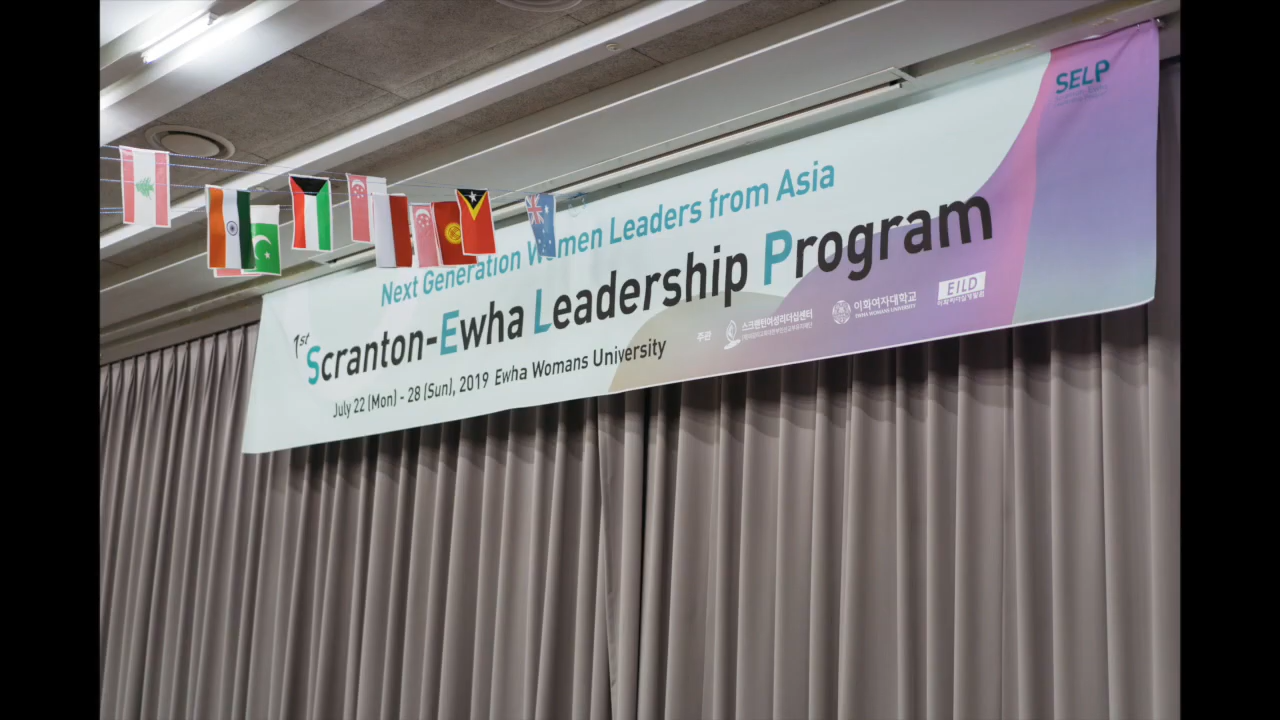 SELP
Next Generation Women Leaders from Asia
1st Scranton-Ewha Leadership Program
July 22 (Mon) - 28 (Sun), 2019 Ewha Womans University
주관
스크랜턴여성리더십센터
이화여자대학교
EWHA WOMANS UNIVERSITY
EILD